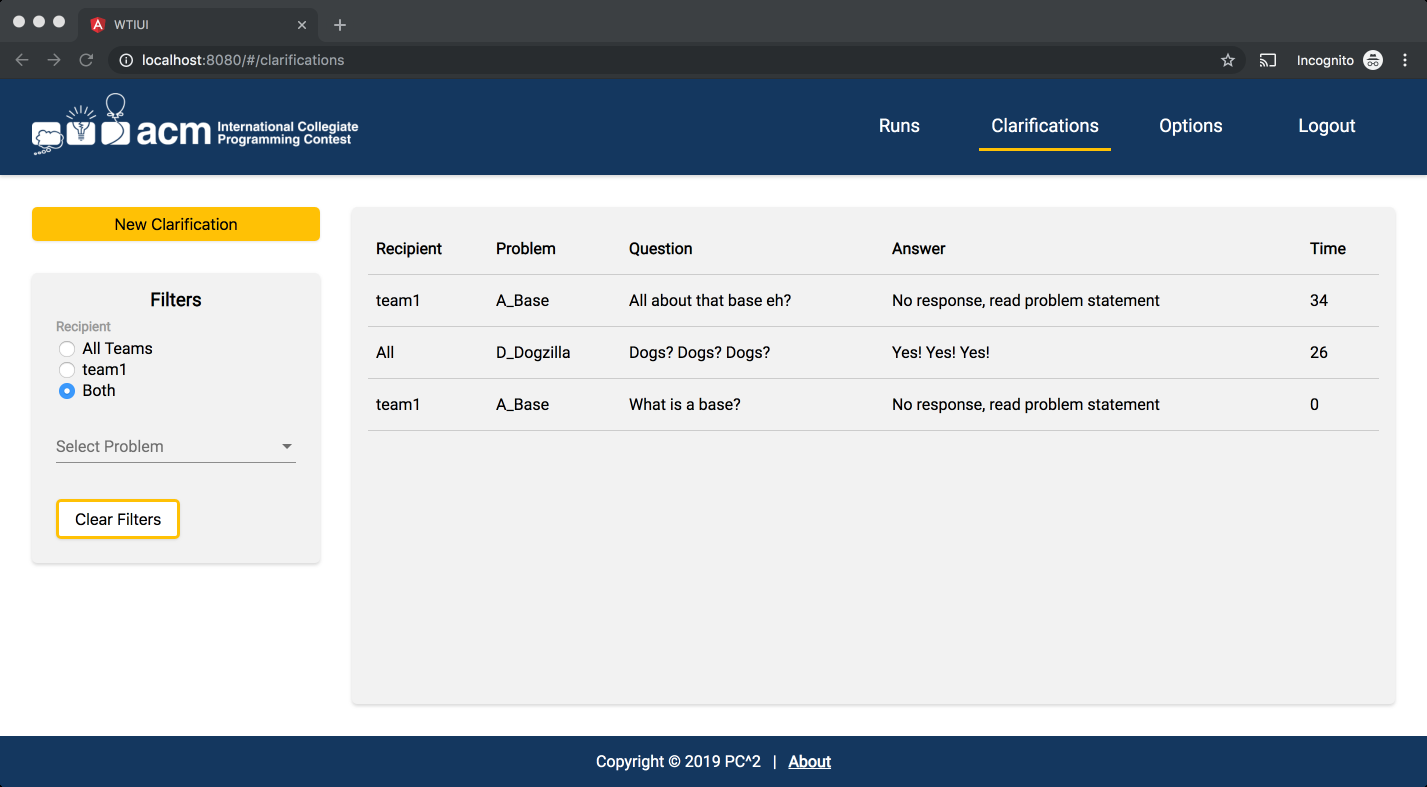 WTIUI
localhost:8080/#/clarifications
Incognito
acm International Collegiate
Programming Contest
Runs Clarifications Options Logout
New Clarification
Filters
Recipient
All Teams
team1
Both
Select Problem
Clear Filters
Recipient Problem Question Answer Time
team1 A_Base All about that base eh? No response, read problem statement 34
All D_Dogzilla Dogs? Dogs? Dogs? Yes! Yes! Yes! 26
team1 A_Base What is a base? No response, read problem statement 0
Copyright © 2019 PC^2 | About